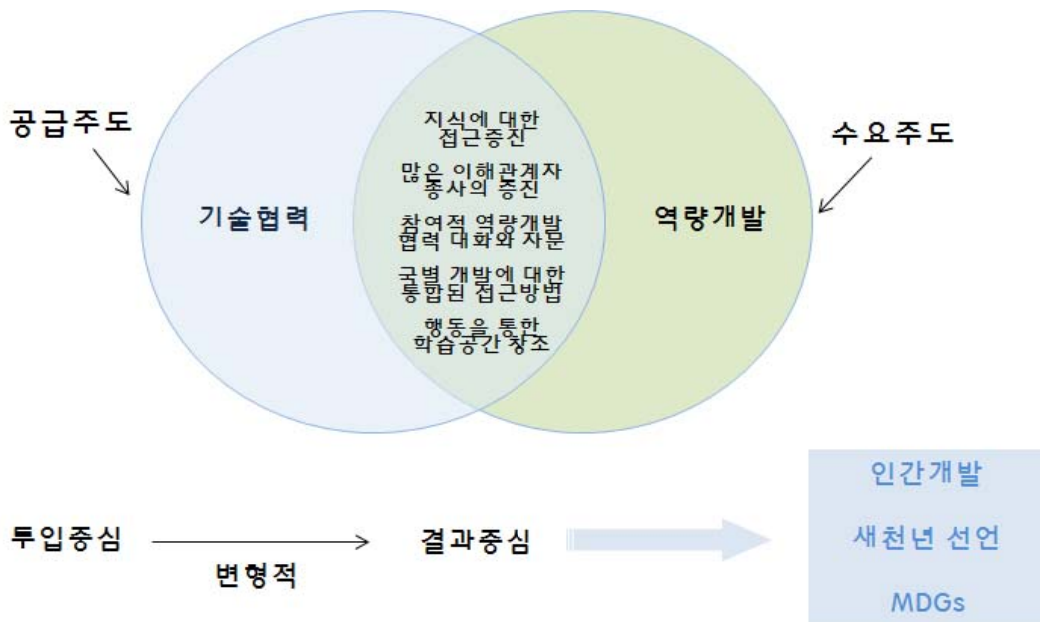 공급주도
수요주도
기술협력
지식에 대한
접근증진
많은 이해관계자
종사의 증진
참여적 역량개발
협력 대화와 자문
국별 개발에 대한
통합된 접근방법
행동을 통한
학습공간 창조
역량개발
투입중심
변형적
결과중심
인간개발
새천년 선언
MDGs